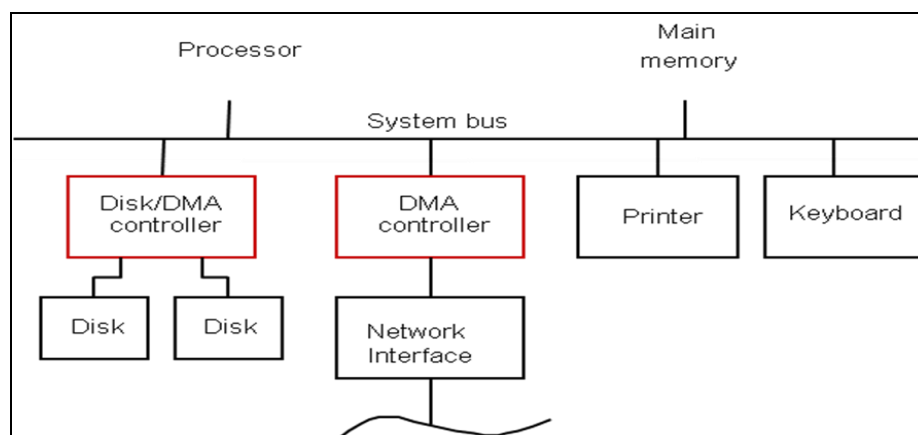 Processor
Main
memory
System bus
Disk/DMA
controller
DMA
controller
Printer
Keyboard
Disk
Disk
Network
Interface